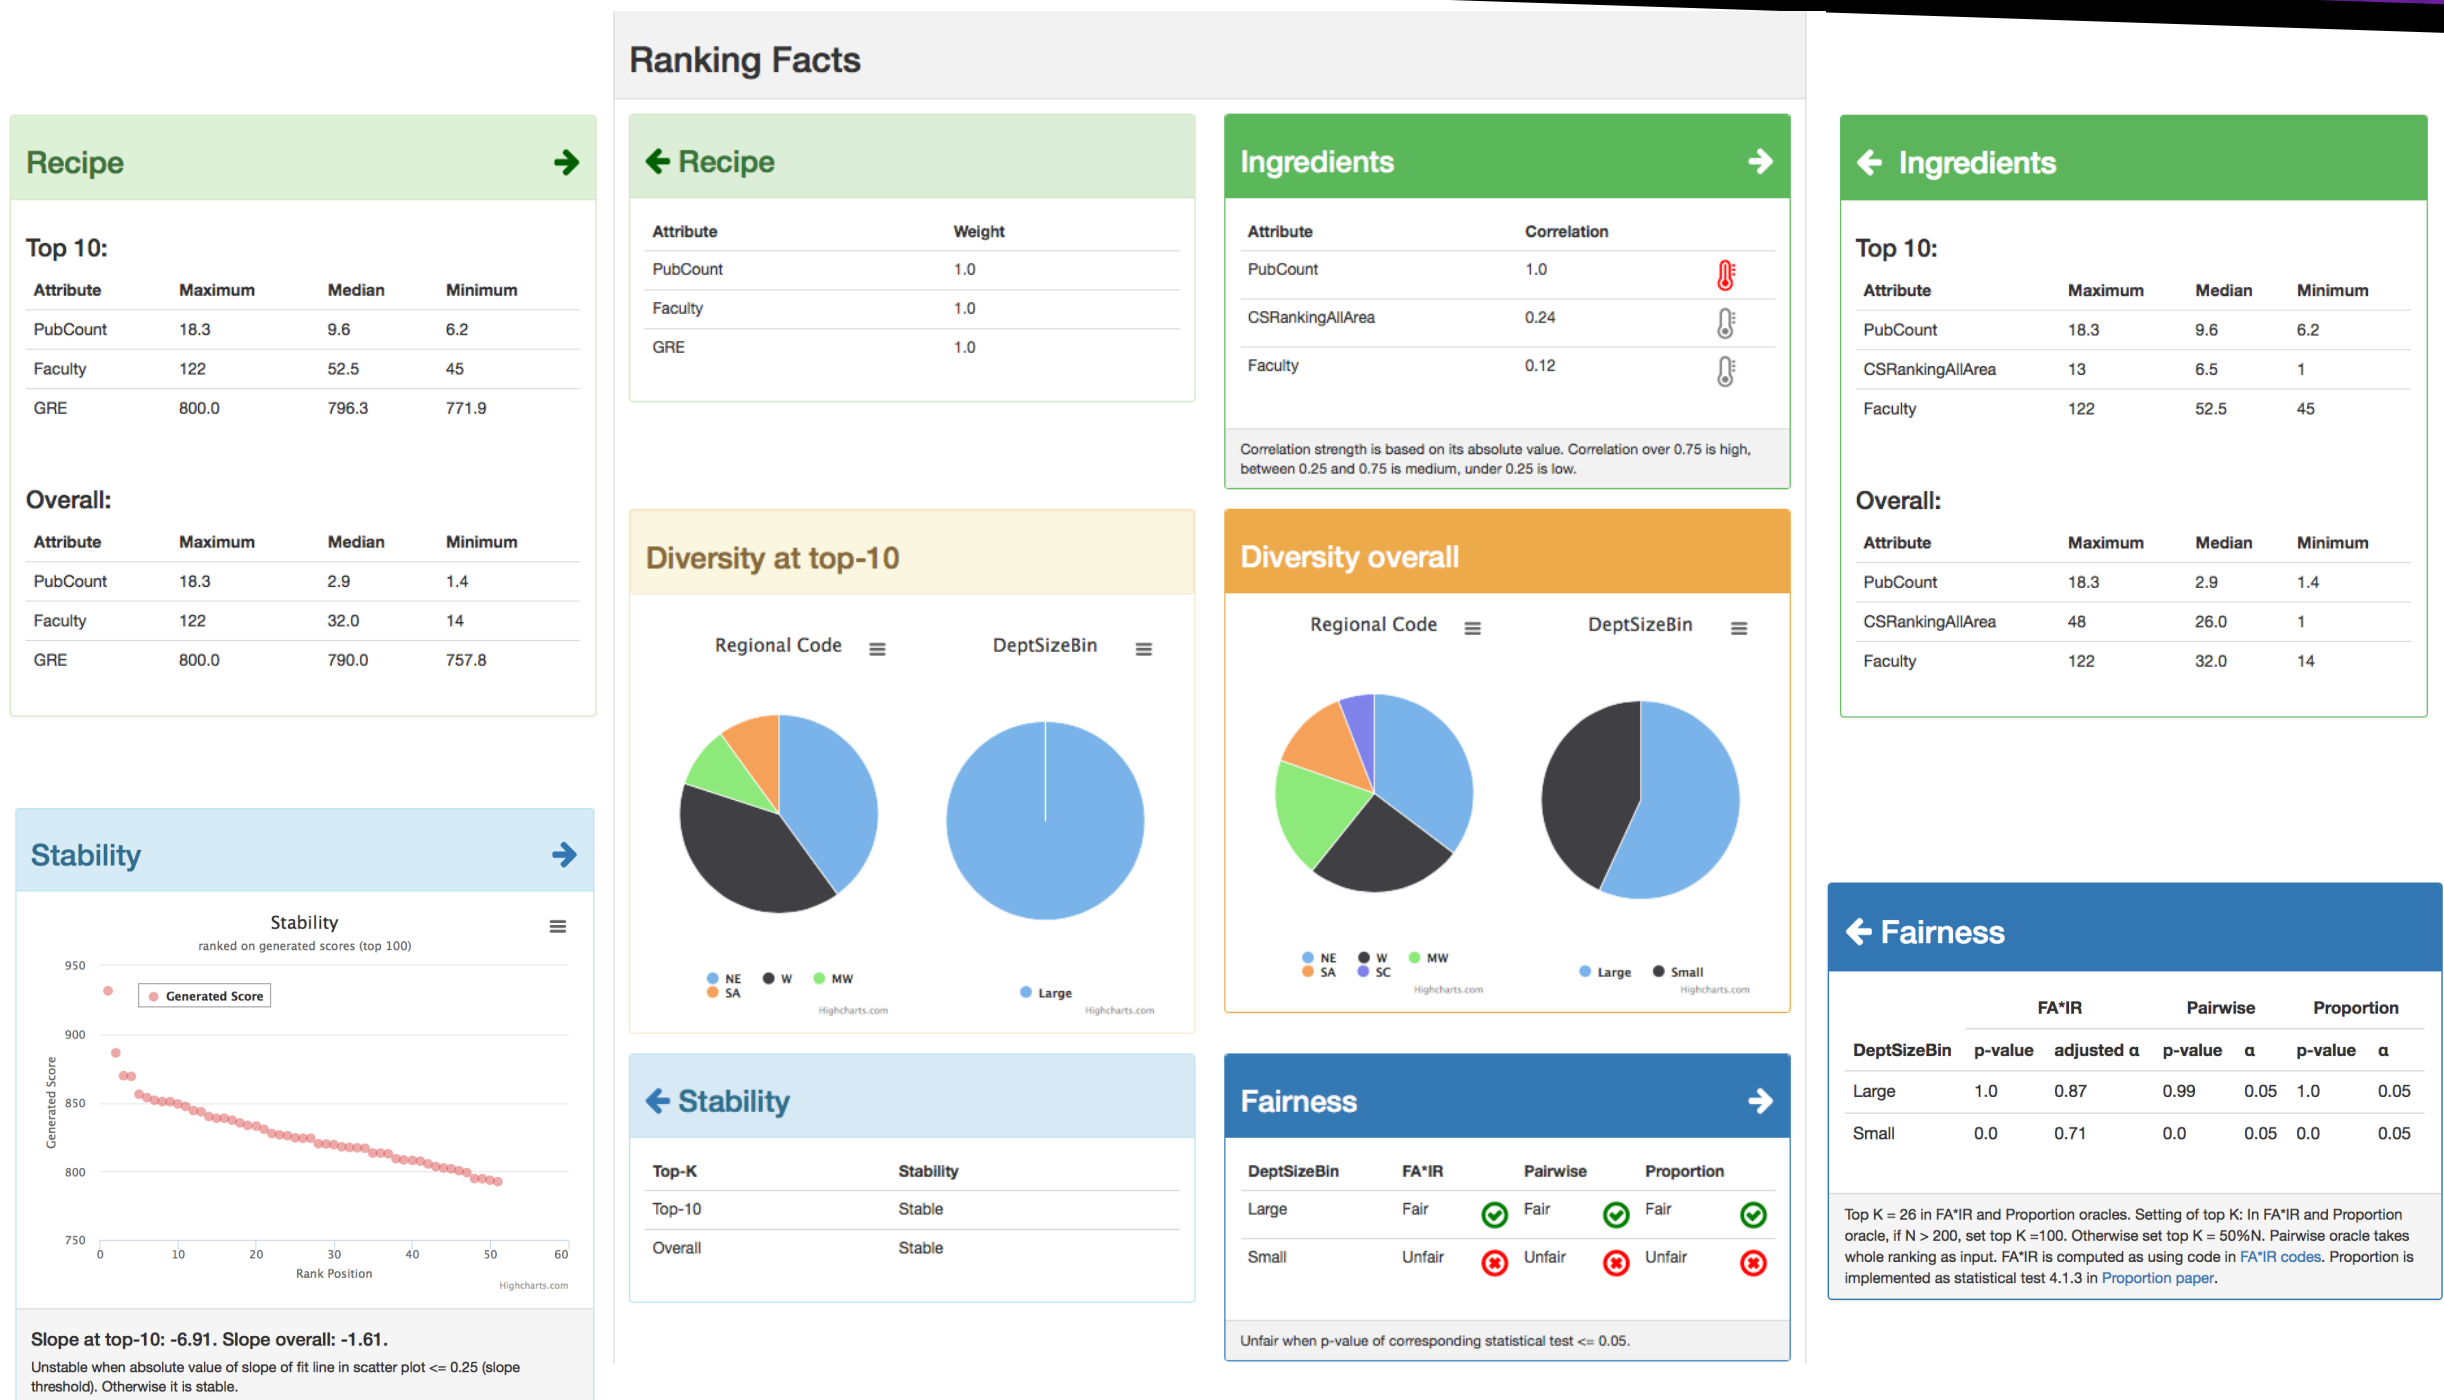 Ranking Facts
Recipe
Top 10:
Attribute Maximum Median Minimum
PubCount 18.3 9.6 6.2
Faculty 122 52.5 45
GRE 800.0 796.3 771.9
Overall:
Attribute Maximum Median Minimum
PubCount 18.3 2.9 1.4
Faculty 122 32.0 14
GRE 800.0 790.0 757.8
Stability
Stability
ranked on generated scores (top 100)
Generated Score
Generated Score
950
900
850
800
750
0 10 20 30 40 50 60
Rank Position
Highcharts.com
Slope at top-10: -6.91. Slope overall: -1.61.
Unstable when absolute value of slope of fit line in scatter plot <= 0.25 (slope
threshold). Otherwise it is stable.
Recipe
Attribute Weight
PubCount 1.0
Faculty 1.0
GRE 1.0
Ingredients
Attribute Correlation
PubCount 1.0
CSRankingAllArea 0.24
Faculty 0.12
Correlation strength is based on its absolute value. Correlation over 0.75 is high,
between 0.25 and 0.75 is medium, under 0.25 is low.
Diversity at top-10
Regional Code DeptSizeBin
NE W MW
SA
Large
Highcharts.com Highcharts.com
Diversity overall
Regional Code DeptSizeBin
NE W MW
SA SC
Large Small
Highcharts.com Highcharts.com
Stability
Top-K Stability
Top-10 Stable
Overall Stable
Fairness
DeptSizeBin FA*IR Pairwise Proportion
Large Fair Fair Fair
Small Unfair Unfair Unfair
Unfair when p-value of corresponding statistical test <= 0.05.
Ingredients
Top 10:
Attribute Maximum Median Minimum
PubCount 18.3 9.6 6.2
CSRankingAllArea 13 6.5 1
Faculty 122 52.5 45
Overall:
Attribute Maximum Median Minimum
PubCount 18.3 2.9 1.4
CSRankingAllArea 48 26.0 1
Faculty 122 32.0 14
Fairness
FA*IR Pairwise Proportion
DeptSizeBin p-value adjusted α p-value α p-value α
Large 1.0 0.87 0.99 0.05 1.0 0.05
Small 0.0 0.71 0.0 0.05 0.0 0.05
Top K = 26 in FA*IR and Proportion oracles. Setting of top K: In FA*IR and Proportion
oracle, if N > 200, set top K =100. Otherwise set top K = 50%N. Pairwise oracle takes
whole ranking as input. FA*IR is computed as using code in FA*IR codes. Proportion is
implemented as statistical test 4.1.3 in Proportion paper.